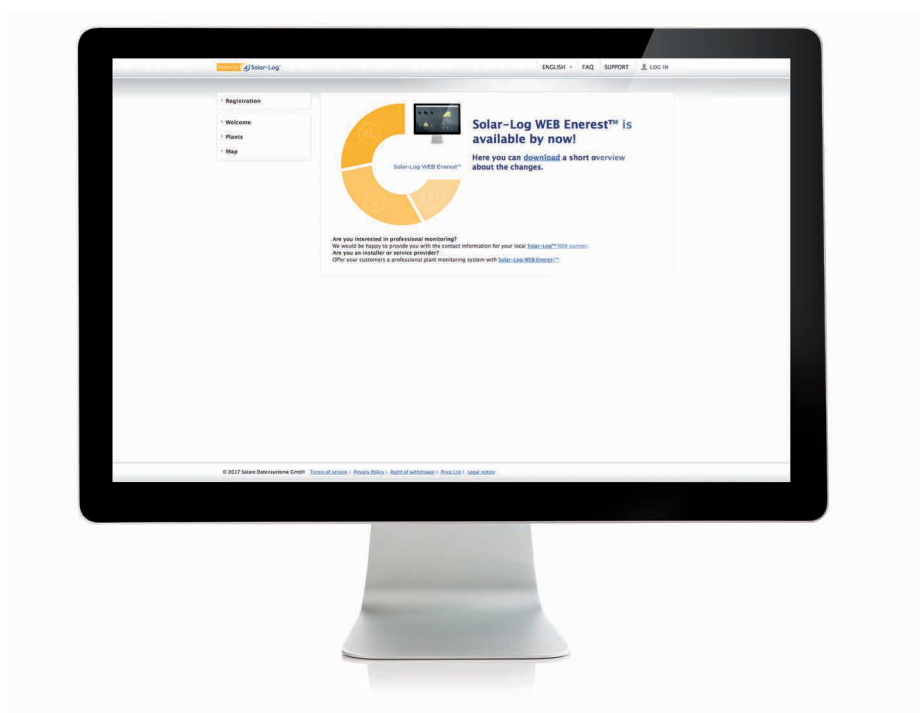 Powered by Solar-Log™
ENGLISH FAQ SUPPORT LOG IN
Registration
Welcome
Plants
Map
XL
L
M
Solar-Log WEB Enerest™
Solar-Log WEB Enerest™ is
available by now!
Here you can download a short overview
about the changes.
Are you interested in professional monitoring?
We would be happy to provide you with the contact information for your local Solar-Log™ WEB partner.
Are you an installer or service provider?
Offer your customers a professional plant monitoring system with Solar-Log WEB Enerest™
© 2017 Solare Datensysteme GmbH Terms of service | Privacy Policy | Right of withdrawal | Price List | Legal notice